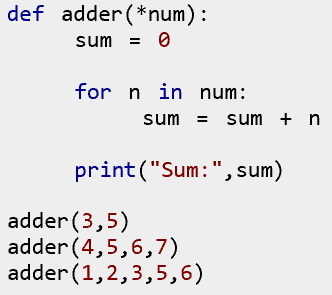 def adder(*num):
    sum = 0
    for n in num:
        sum = sum + n
    print("Sum:",sum)
adder(3,5)
adder(4,5,6,7)
adder(1,2,3,5,6)